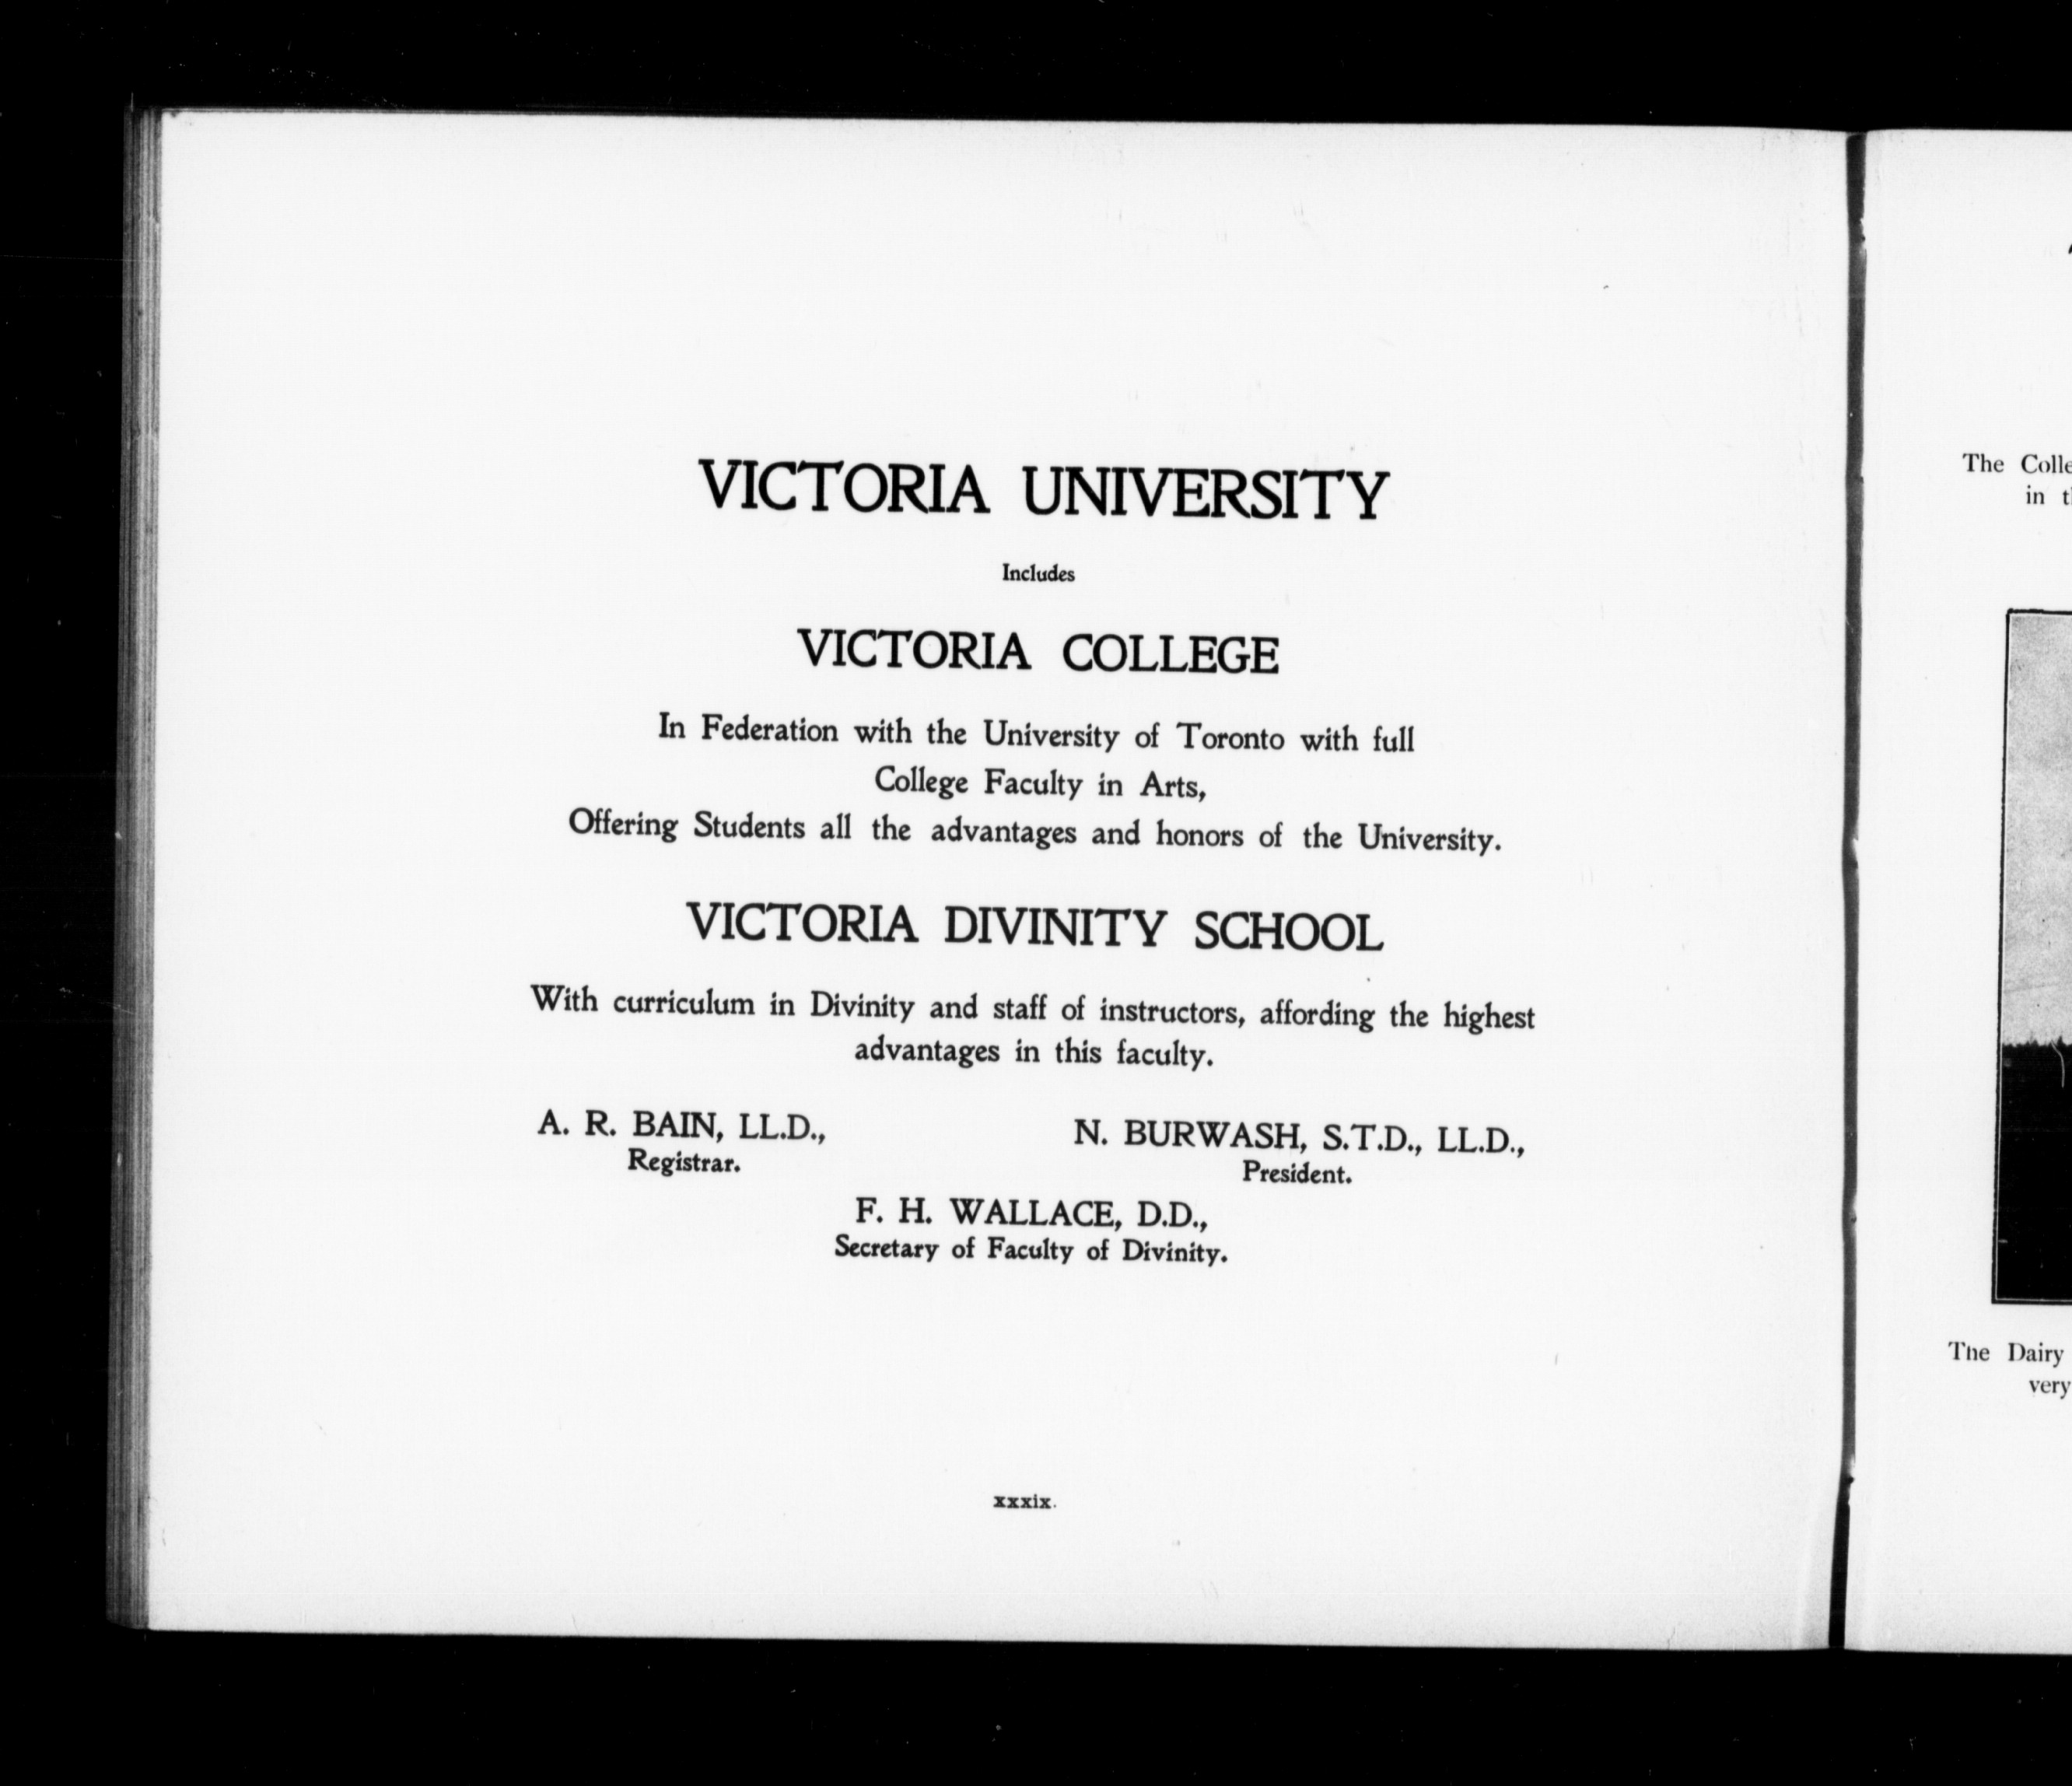 VICTORIA UNIVERSITY
Includes
VICTORIA COLLEGE
In Federation with the University of Toronto with full
College Faculty in Arts,
Offering Students all the advantages and honors of the University.
VICTORIA DIVINITY SCHOOL
With curriculum in Divinity and staff of instructors, affording the highest
advantages in this faculty.
A. R. BAIN, LL.D.,
Registrar.
N. BURWASH, S.T.D., LL.D.,
President.
F. H. WALLACE, D.D.,
Secretary of Faculty of Divinity.
xxxix.
The
in
The Dairy
very